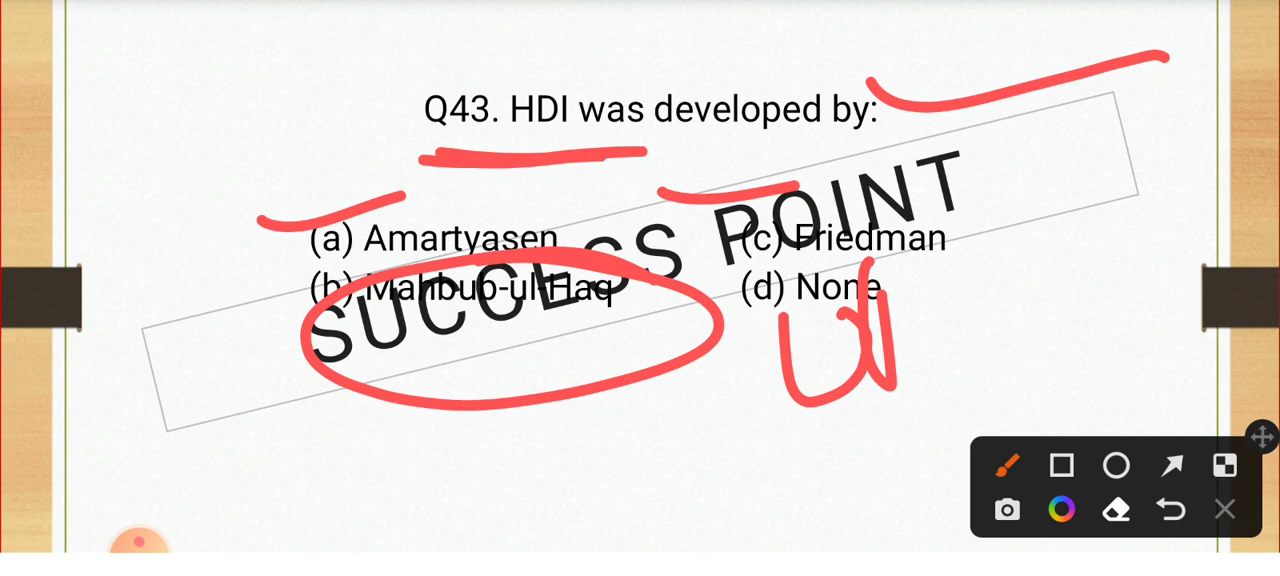 Q43. HDI was developed by:
(a) Amartyasen
(c) Friedman
(b) Mahbub-ul-Haq
(d) None
SUCCESS POINT